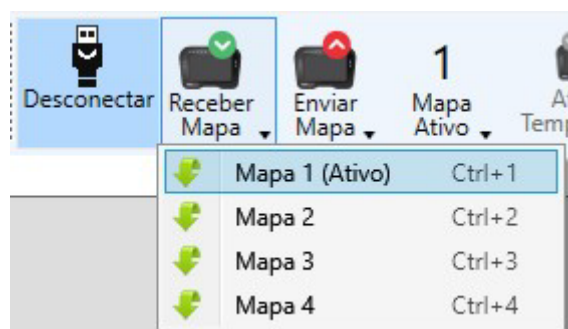 Desconectar
Receber
Mapa
Enviar
Mapa
1
Mapa
Ativo
Mapa 1 (Ativo) Ctrl+1
Mapa 2 Ctrl+2
Mapa 3 Ctrl+3
Mapa 4 Ctrl+4